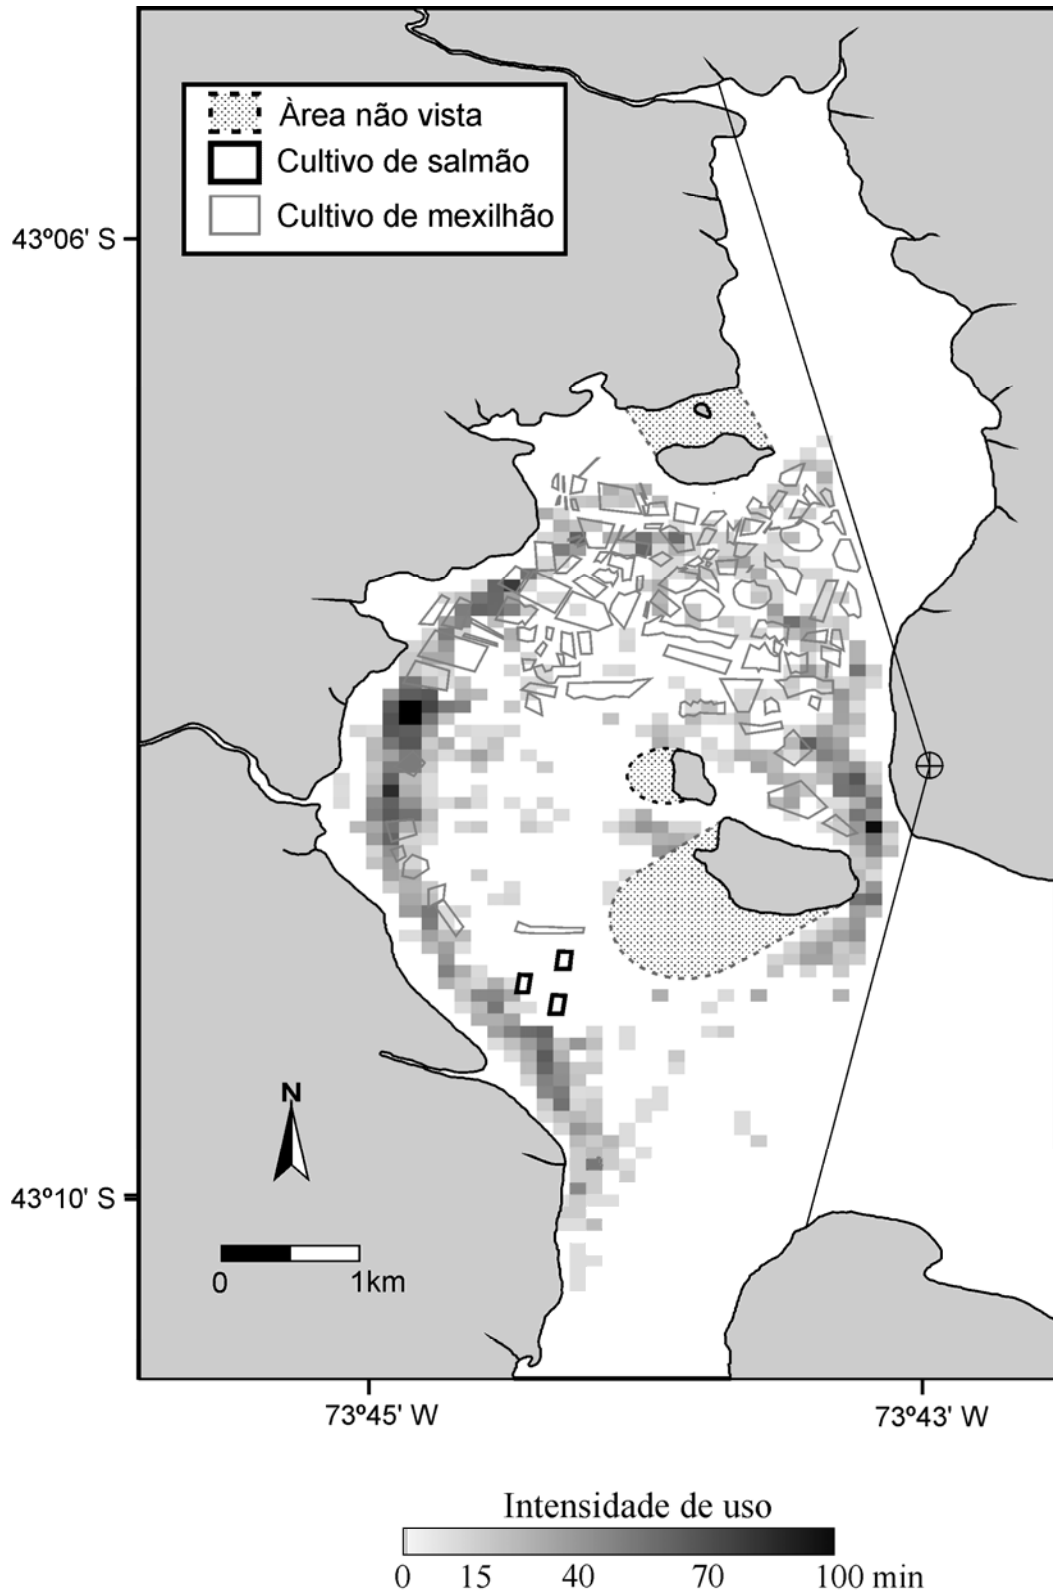 Àrea não vista
Cultivo de salmão
Cultivo de mexilhão
43º06' S
N
43º10' S
0 1km
73º45' W 73º43' W
Intensidade de uso
0 15 40 70 100 min